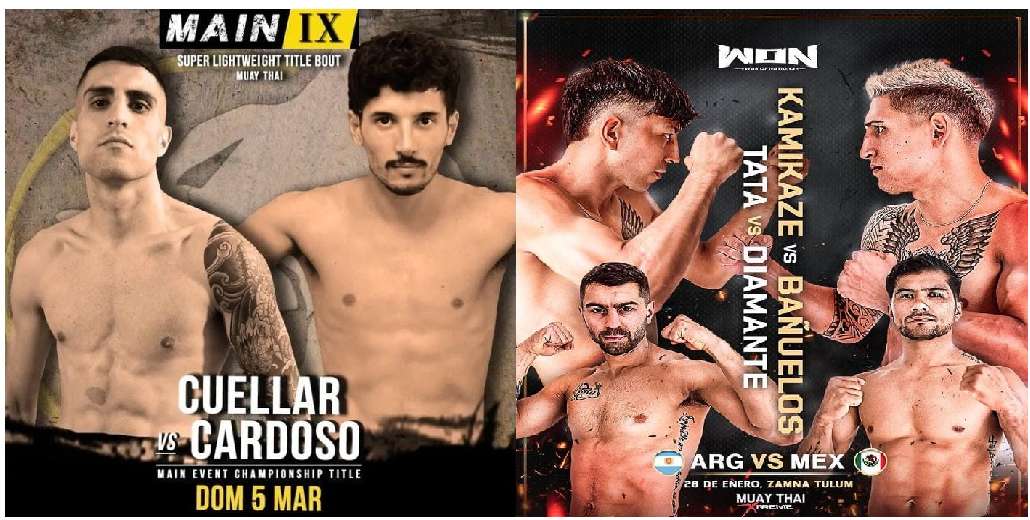 MAIN IX
SUPER LIGHTWEIGHT TITLE BOUT
MUAY THAI
CUELLAR
VS CARDOSO
MAIN EVENT CHAMPIONSHIP TITLE
DOM 5 MAR
WON
KAMIKAZE VS BAÑUELOS
TATA VS DIAMANTE
ARG VS MEX
28 DE ENERO, ZAMNA TULUM
MUAY THAI
XTREME